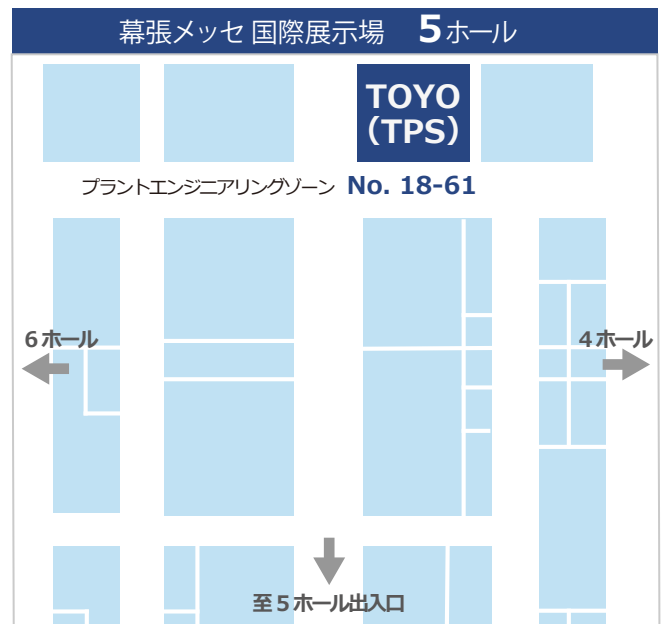 幕張メッセ 国際展示場 5ホール
TOYO
（TPS）
プラントエンジニアリングゾーン No. 18-61
6ホール
4ホール
至5ホール出入口